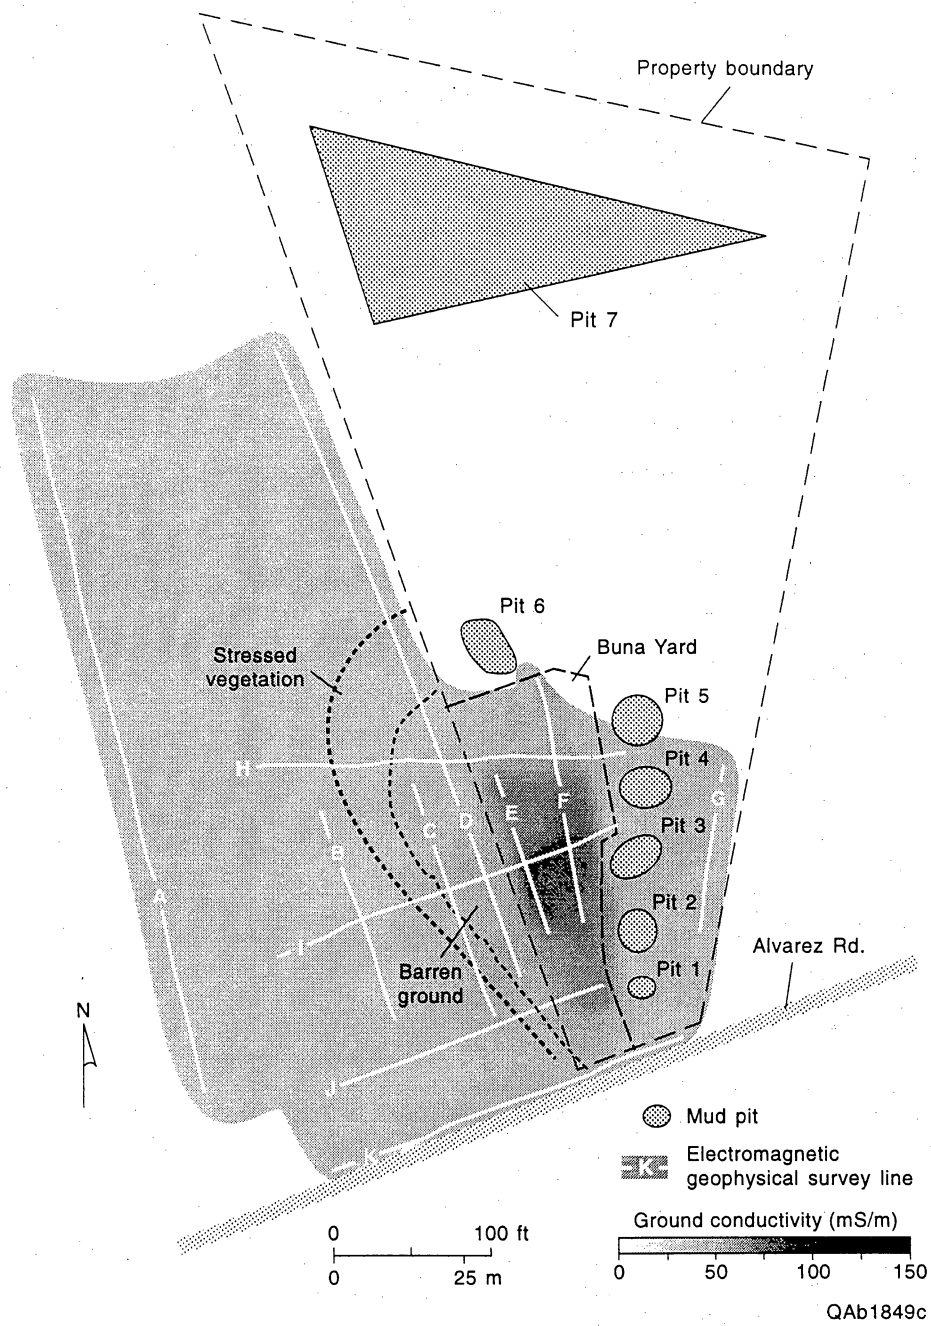 Property boundary
Pit 7
Pit 6
Buna Yard
Stressed
vegetation
Pit 5
Pit 4
H
G
F
E
D
C
Pit 3
B
A
Pit 2
I
Alvarez Rd.
Barren
ground
Pit 1
N
J
K
Mud pit
K
Electromagnetic
geophysical survey line
0 100 ft
0 25 m
Ground conductivity (mS/m)
0 50 100 150
QAb1849c